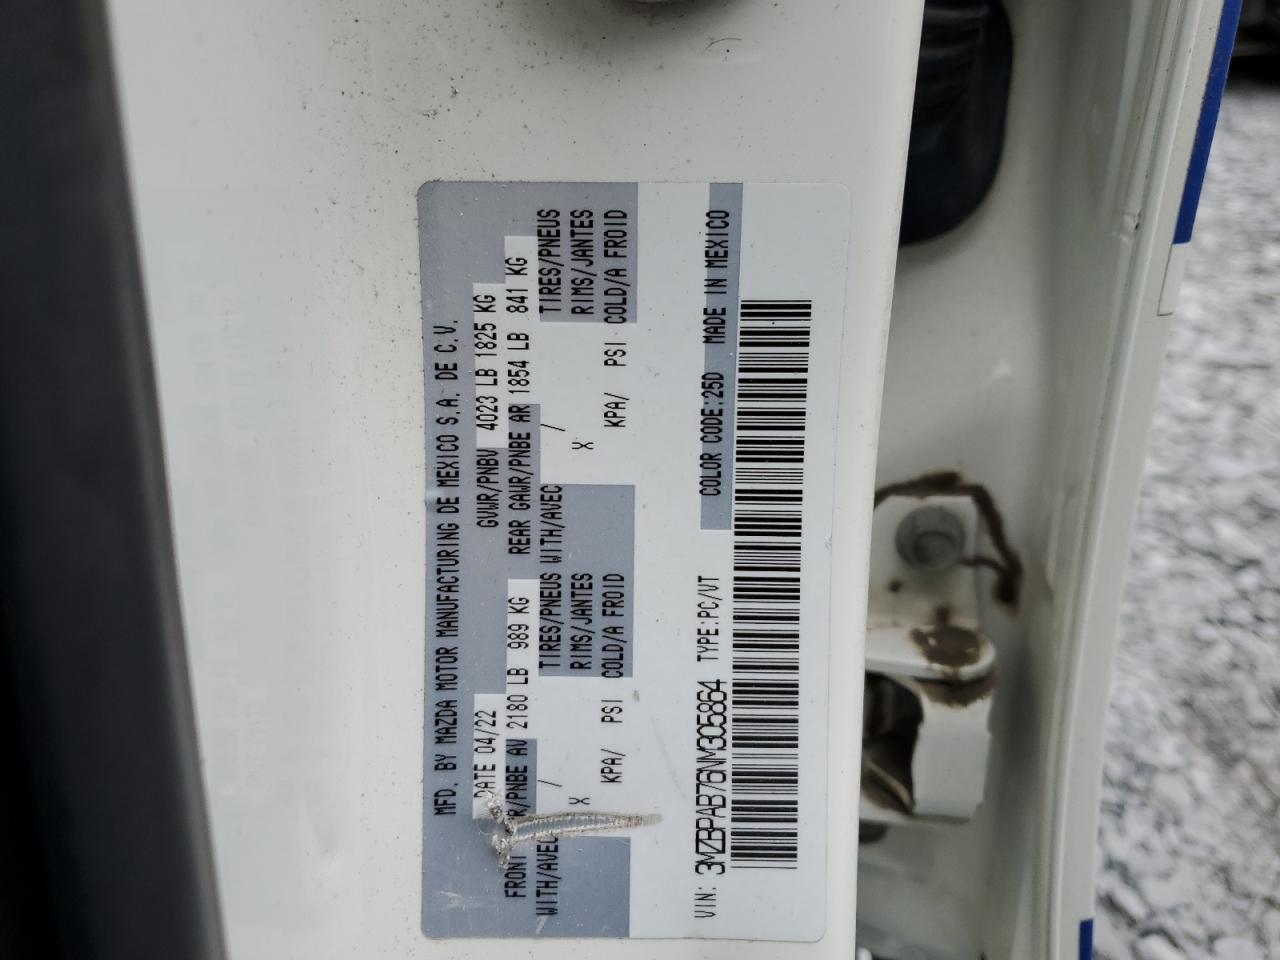 MFD. BY MAZDA MOTOR MANUFACTURING DE MEXICO S.A. DE C.V.
DATE 04/22 GVWR/PNBV 4023 LB 1825 KG
FRONT /PNBE AV 2180 LB 989 KG REAR GAWR/PNBE AR 1854 LB 841 KG
WITH/AVEC / TIRES/PNEUS WITH/AVEC / TIRES/PNEUS
X RIMS/JANTES X RIMS/JANTES
KPA/ PSI COLD/A FROID KPA/ PSI COLD/A FROID
VIN: 3MZBPAB76NM305864 TYPE:PC/VT COLOR CODE:25D MADE IN MEXICO